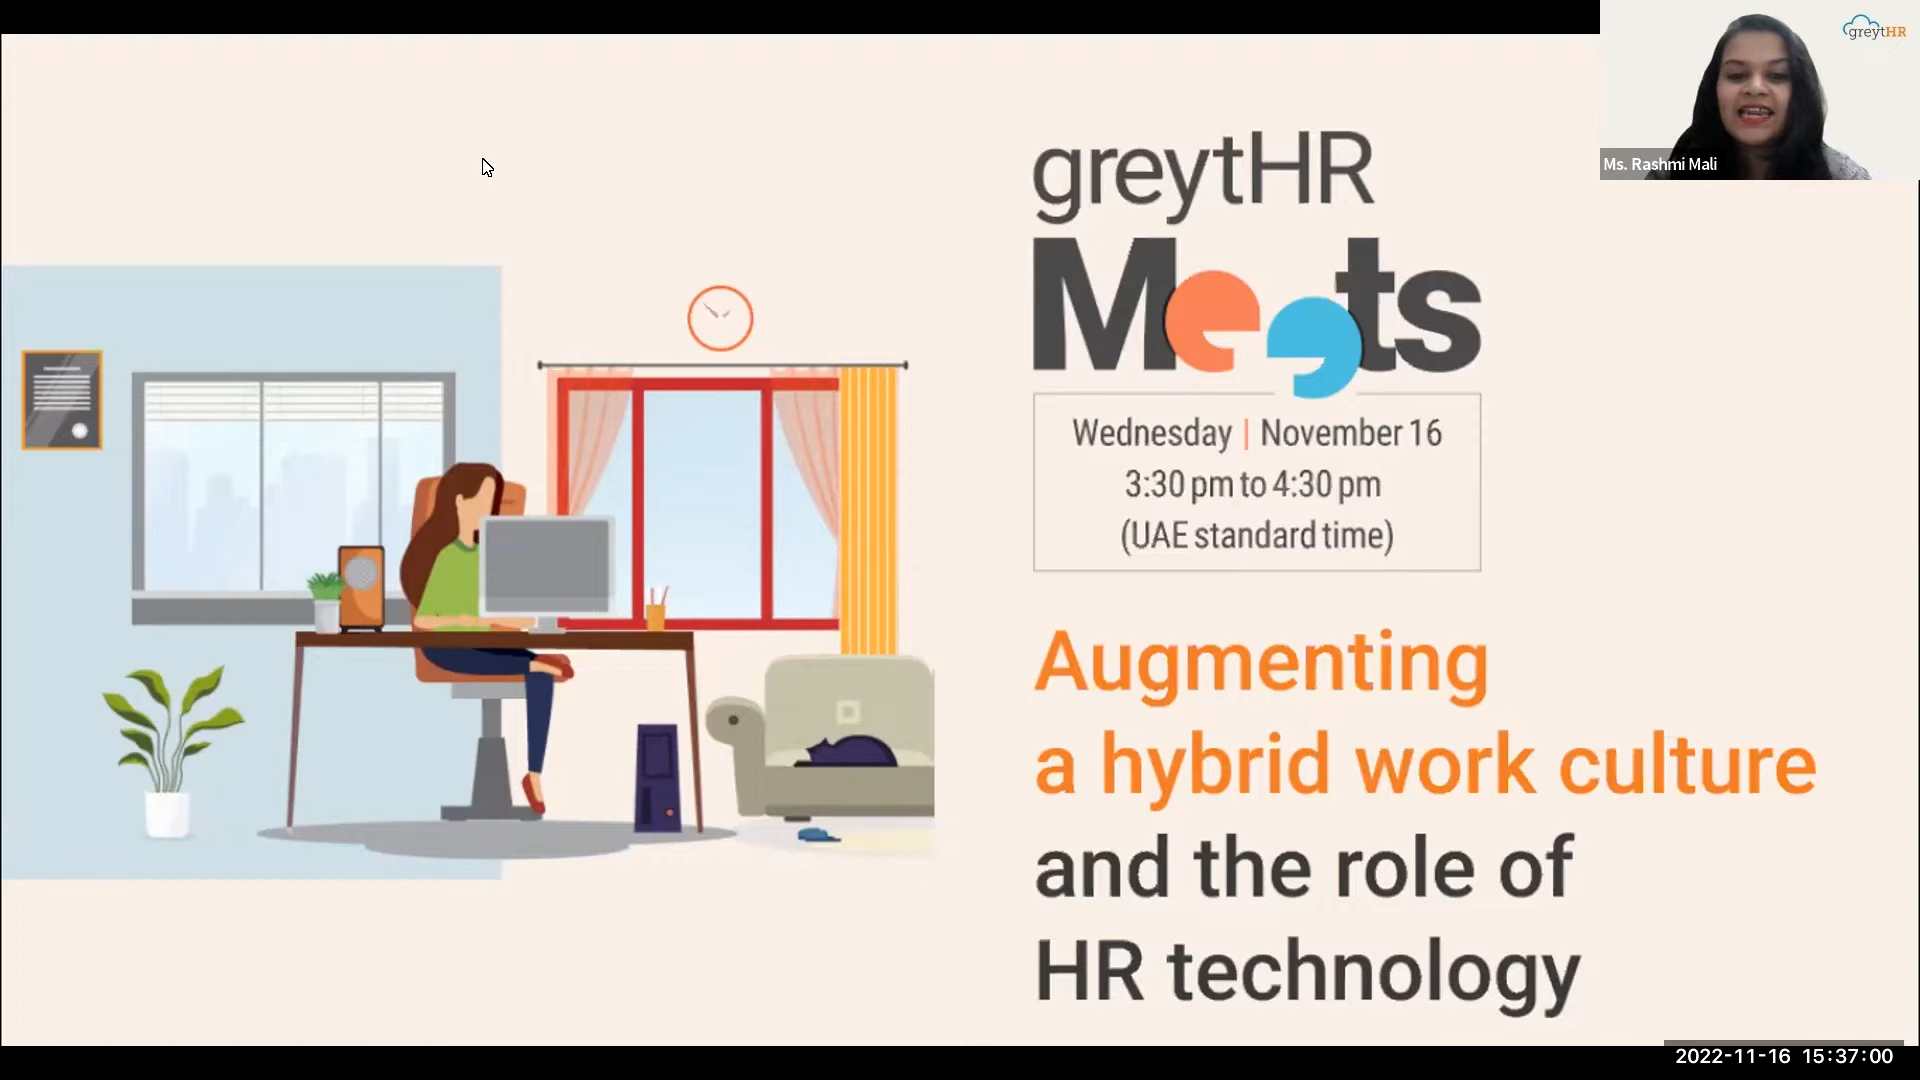 greytHR
Ms. Rashmi Mali
greytHR
Meets
Wednesday | November 16
3:30 pm to 4:30 pm
(UAE standard time)
Augmenting
a hybrid work culture
and the role of
HR technology
2022-11-16 15:37:00